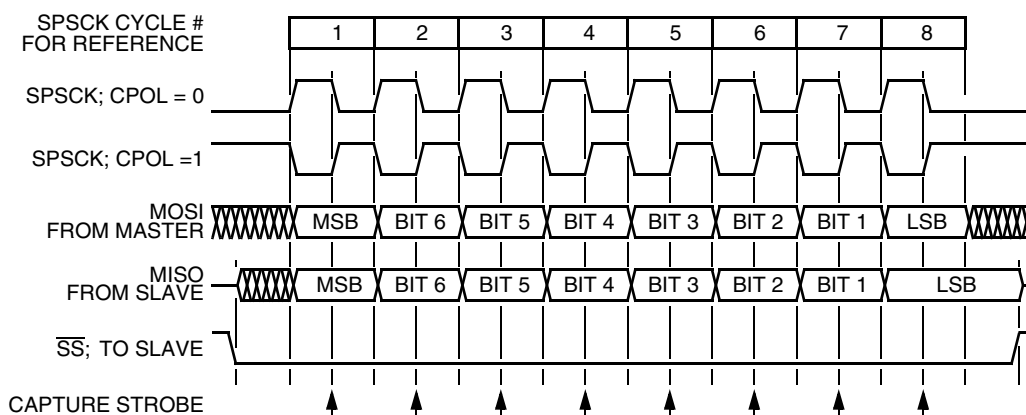 SPSCK CYCLE #
FOR REFERENCE
1 2 3 4 5 6 7 8
SPSCK; CPOL = 0
SPSCK; CPOL =1
MOSI
FROM MASTER
MSB BIT 6 BIT 5 BIT 4 BIT 3 BIT 2 BIT 1 LSB
MISO
FROM SLAVE
MSB BIT 6 BIT 5 BIT 4 BIT 3 BIT 2 BIT 1 LSB
SS; TO SLAVE
CAPTURE STROBE